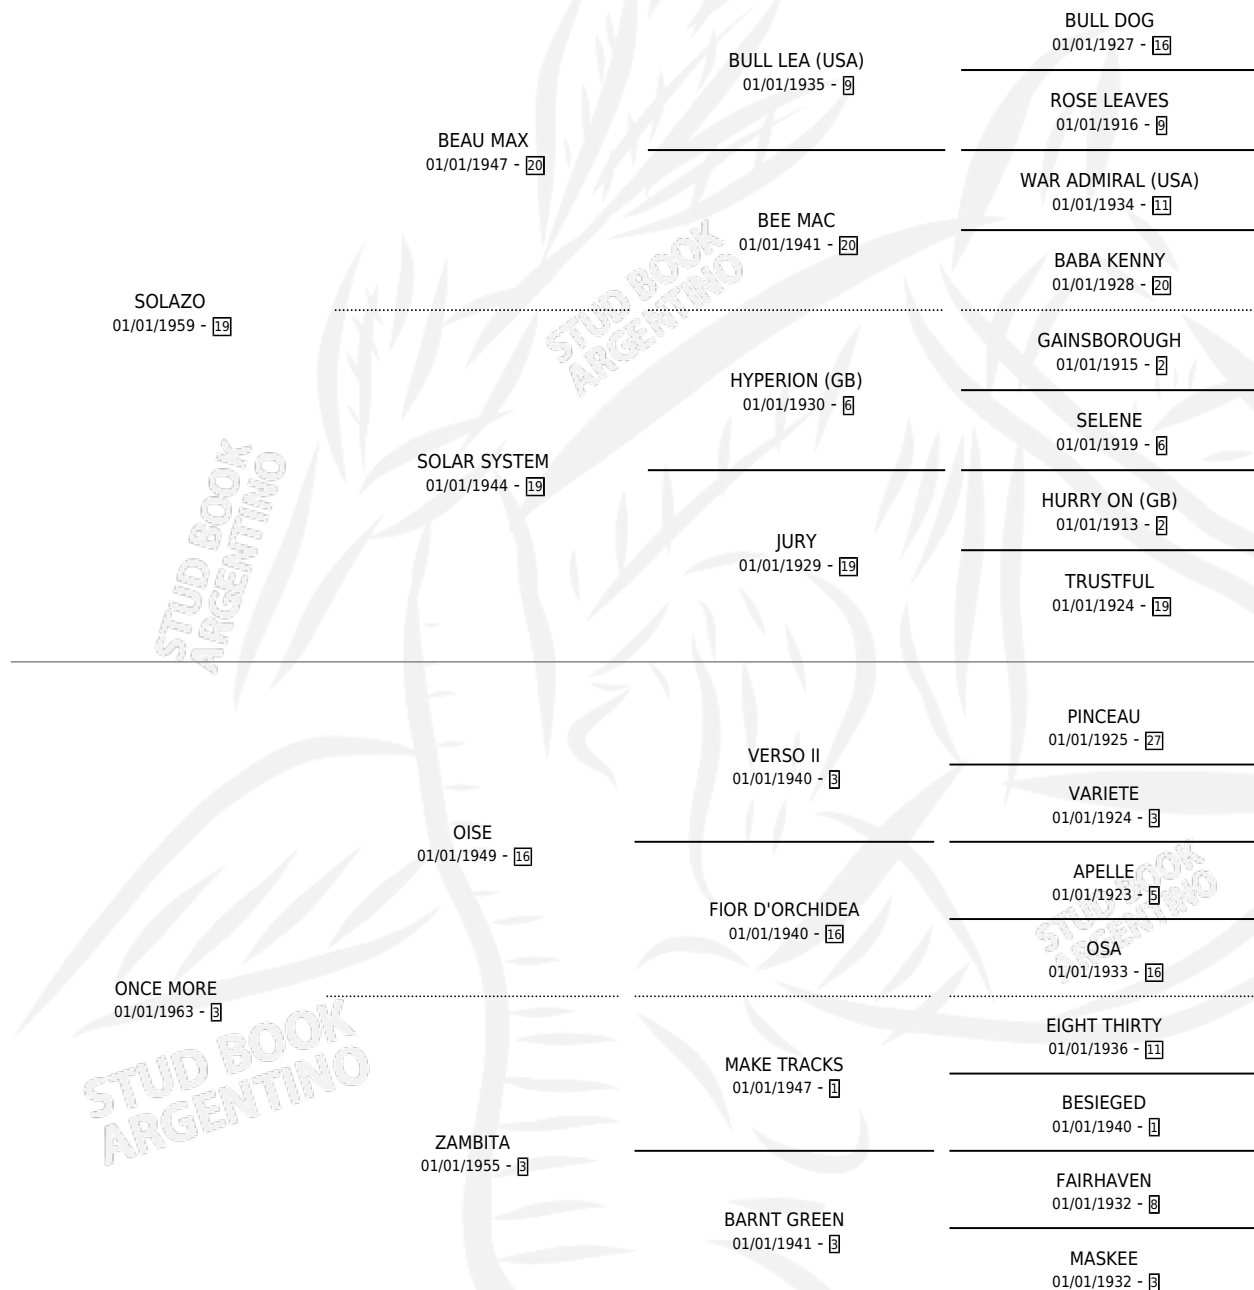 BULL DOG
01/01/1927 - 16
BULL LEA (USA)
01/01/1935 - 9
ROSE LEAVES
01/01/1916 - 9
BEAU MAX
01/01/1947 - 20
WAR ADMIRAL (USA)
01/01/1934 - 11
BEE MAC
01/01/1941 - 20
BABA KENNY
01/01/1928 - 20
SOLAZO
01/01/1959 - 19
GAINSBOROUGH
01/01/1915 - 2
HYPERION (GB)
01/01/1930 - 6
SELENE
01/01/1919 - 6
SOLAR SYSTEM
01/01/1944 - 19
HURRY ON (GB)
01/01/1913 - 2
JURY
01/01/1929 - 19
TRUSTFUL
01/01/1924 - 19
PINCEAU
01/01/1925 - 27
VERSO II
01/01/1940 - 3
VARIETE
01/01/1924 - 3
OISE
01/01/1949 - 16
APELLE
01/01/1923 - 5
FIOR D'ORCHIDEA
01/01/1940 - 16
OSA
01/01/1933 - 16
ONCE MORE
01/01/1963 - 3
EIGHT THIRTY
01/01/1936 - 11
MAKE TRACKS
01/01/1947 - 1
BESIEGED
01/01/1940 - 1
ZAMBITA
01/01/1955 - 3
FAIRHAVEN
01/01/1932 - 8
BARNT GREEN
01/01/1941 - 3
MASKEE
01/01/1932 - 3
STUD BOOK
ARGENTINO
STUD BOOK
ARGENTINO
STUD BOOK
ARGENTINO
STUD BOOK
ARGENTINO